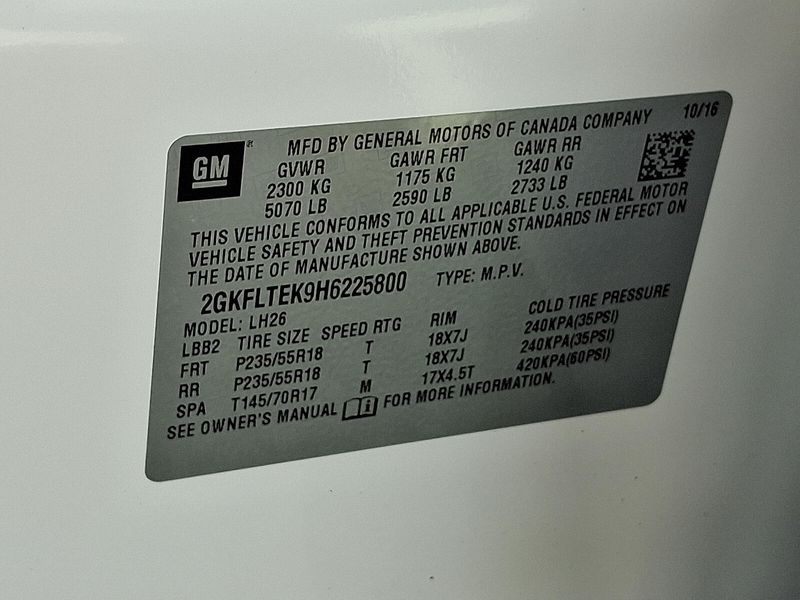 GM
MFD BY GENERAL MOTORS OF CANADA COMPANY 10/16
GVWR GAWR FRT GAWR RR
2300 KG 1175 KG 1240 KG
5070 LB 2590 LB 2733 LB
THIS VEHICLE CONFORMS TO ALL APPLICABLE U.S. FEDERAL MOTOR
VEHICLE SAFETY AND THEFT PREVENTION STANDARDS IN EFFECT ON
THE DATE OF MANUFACTURE SHOWN ABOVE.
2GKFLTEK9H6225800 TYPE: M.P.V.
MODEL: LH26
LBB2 TIRE SIZE SPEED RTG RIM COLD TIRE PRESSURE
FRT P235/55R18 T 18X7J 240KPA(35PSI)
RR P235/55R18 T 18X7J 240KPA(35PSI)
SPA T145/70R17 M 17X4.5T 420KPA(60PSI)
SEE OWNER'S MANUAL i FOR MORE INFORMATION.